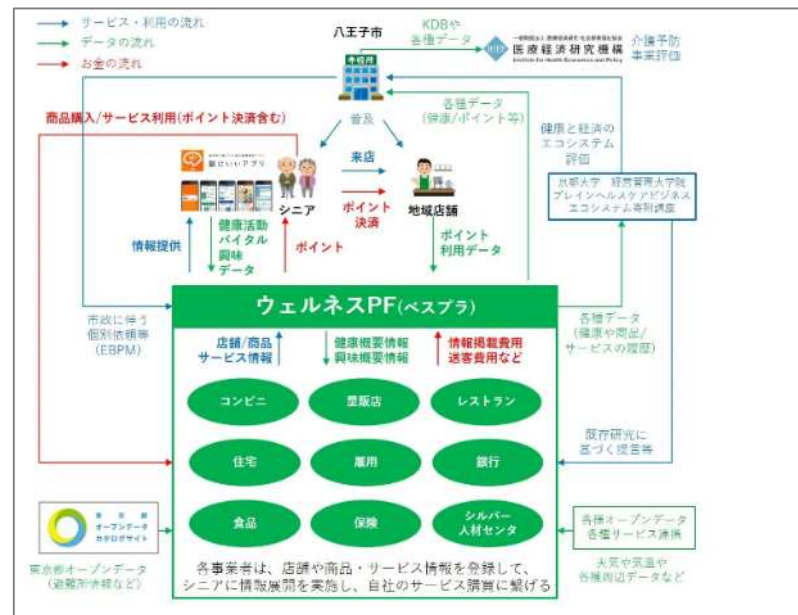 サービス・利用の流れ
データの流れ
お金の流れ
八王子市
市役所
KDBや
各種データ
医療経済研究機構
Institute for Health Economics and Policy
介護予防
事業評価
商品購入/サービス利用(ポイント決済含む)
普及
各種データ
(健康/ポイント等)
健康と経済の
エコシステム
評価
脳にいいアプリ
シニア
来店
ポイント
決済
地域店舗
京都大学 経営管理大学院
ブレインヘルスケアビジネス
エコシステム寄附講座
情報提供
健康活動
バイタル
興味
データ
ポイント
ポイント
利用データ
ウェルネスPF(ベスプラ)
市政に伴う
個別依頼等
(EBPM)
店舗/商品
サービス情報
健康概要情報
興味概要情報
情報掲載費用
送客費用など
各種データ
(健康や商品/
サービスの履歴)
コンビニ
量販店
レストラン
住宅
雇用
銀行
既存研究に
基づく提言等
食品
保険
シルバー
人材センタ
東京都
オープンデータ
カタログサイト
各種オープンデータ
各種サービス連携
東京都オープンデータ
(避難所情報など)
天気や気温や
各種周辺データなど
各事業者は、店舗や商品・サービス情報を登録して、
シニアに情報展開を実施し、自社のサービス購買に繋げる